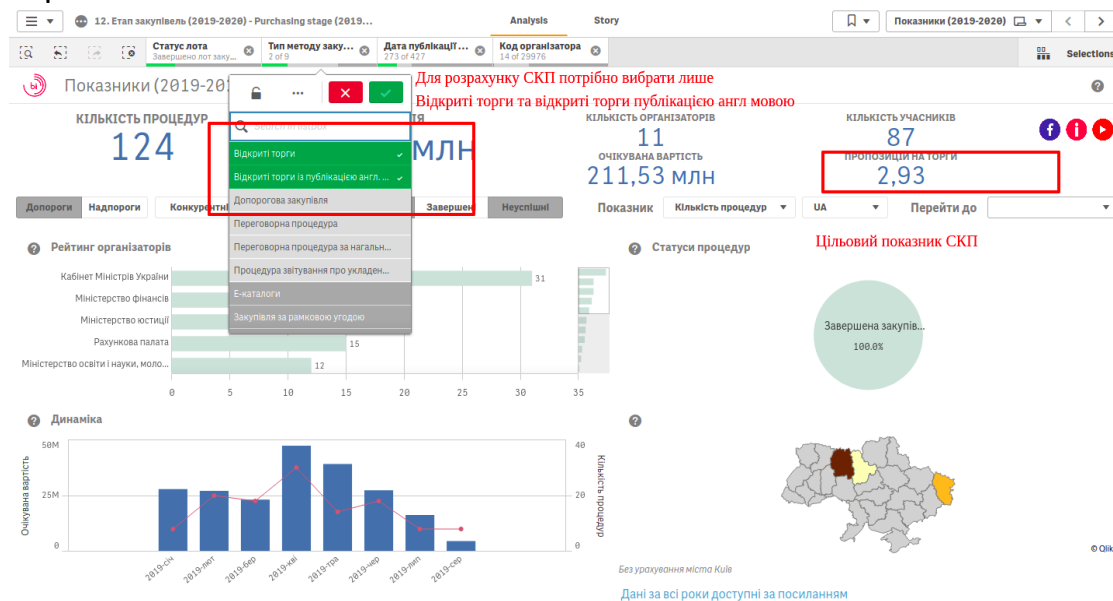 12. Етап закупівель (2019-2020) - Purchasing stage (2019...
Analysis
Story
Показники (2019-2020)
Статус лота
Завершено лот заку...
Тип методу заку...
2 of 9
Дата публікації ...
273 of 427
Код організатора
14 of 29976
Selections
Показники (2019-20
Для розрахунку СКП потрібно вибрати лише
Відкриті торги та відкриті торги публікацією англ мовою
Search in listbox
Відкриті торги
Відкриті торги із публікацією англ. ...
Допорогова закупівля
Переговорна процедура
Переговорна процедура за нагальн...
Процедура звітування про укладен...
Е-каталоги
Закупівля за рамковою угодою
КІЛЬКІСТЬ ПРОЦЕДУР
124
МЛН
КІЛЬКІСТЬ ОРГАНІЗАТОРІВ
11
ОЧІКУВАНА ВАРТІСТЬ
211,53 МЛН
КІЛЬКІСТЬ УЧАСНИКІВ
87
ПРОПОЗИЦІЙ НА ТОРГИ
2,93
Допороги
Надпороги
Конкурентні
Завершені
Неуспішні
Показник
Кількість процедур
UA
Перейти до
Рейтинг організаторів
Кабінет Міністрів України
31
Міністерство фінансів
Міністерство юстиції
Рахункова палата
15
Міністерство освіти і науки, моло...
12
0 5 10 15 20 25 30 35
Статуси процедур
Цільовий показник СКП
Завершена закупів...
100.0%
Динаміка
Очікувана вартість
50M
25M
0
40
20
0
Кількість процедур
2019-січ
2019-лют
2019-бер
2019-кві
2019-тра
2019-чер
2019-лип
2019-сер
© Qlik
Без урахування міста Київ
Дані за всі роки доступні за посиланням